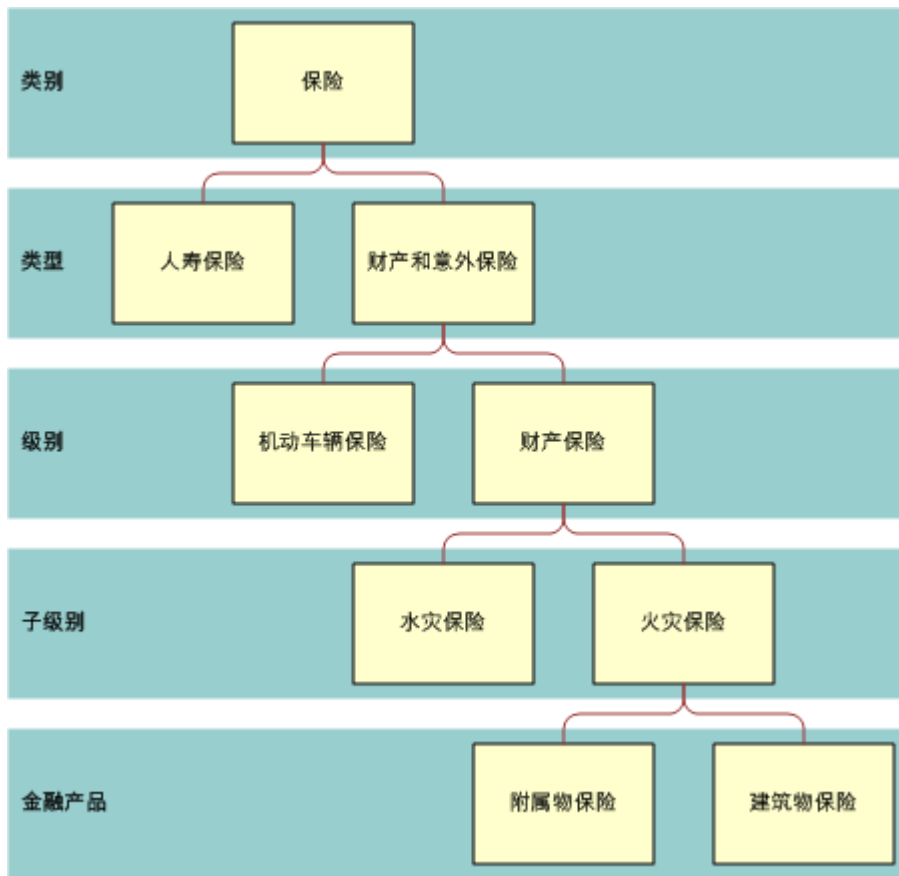 类别
保险
类型
人寿保险
财产和意外保险
级别
机动车辆保险
财产保险
子级别
水灾保险
火灾保险
金融产品
附属物保险
建筑物保险